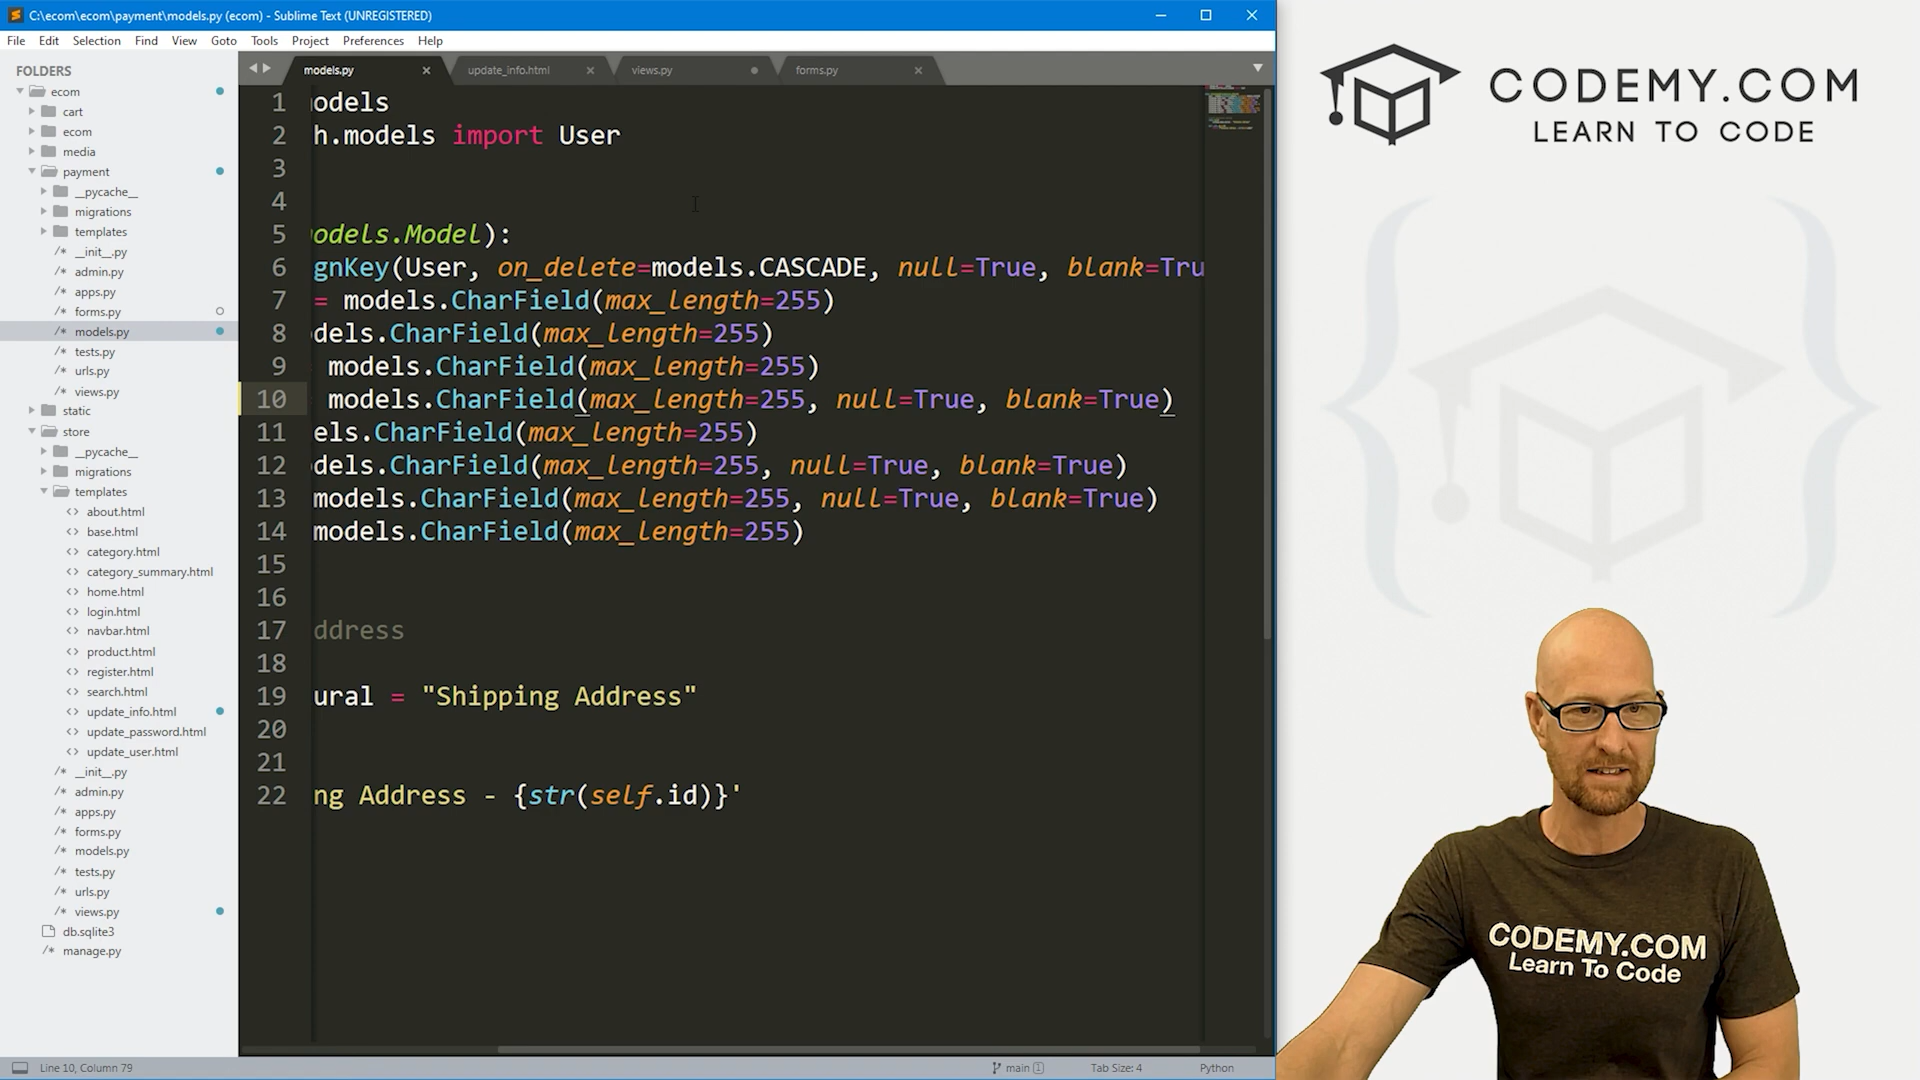 C:\ecom\ecom\payment\models.py (ecom) - Sublime Text (UNREGISTERED)
File Edit Selection Find View Goto Tools Project Preferences Help
FOLDERS
ecom
cart
ecom
media
payment
__pycache__
migrations
templates
__init__.py
admin.py
apps.py
forms.py
models.py
tests.py
urls.py
views.py
static
store
__pycache__
migrations
templates
about.html
base.html
category.html
category_summary.html
home.html
login.html
navbar.html
product.html
register.html
search.html
update_info.html
update_password.html
update_user.html
__init__.py
admin.py
apps.py
forms.py
models.py
tests.py
urls.py
views.py
db.sqlite3
manage.py
models.py update_info.html views.py forms.py
1 odels
2 h.models import User
3
4
5 odels.Model):
6 gnKey(User, on_delete=models.CASCADE, null=True, blank=Tru
7 = models.CharField(max_length=255)
8 dels.CharField(max_length=255)
9 models.CharField(max_length=255)
10 models.CharField(max_length=255, null=True, blank=True)
11 els.CharField(max_length=255)
12 dels.CharField(max_length=255, null=True, blank=True)
13 models.CharField(max_length=255, null=True, blank=True)
14 models.CharField(max_length=255)
15
16
17 ddress
18
19 ural = "Shipping Address"
20
21
22 ng Address - {str(self.id)}'
Line 10, Column 79
main 1
Tab Size: 4
Python
CODEMY.COM
LEARN TO CODE
CODEMY.COM
Learn To Code